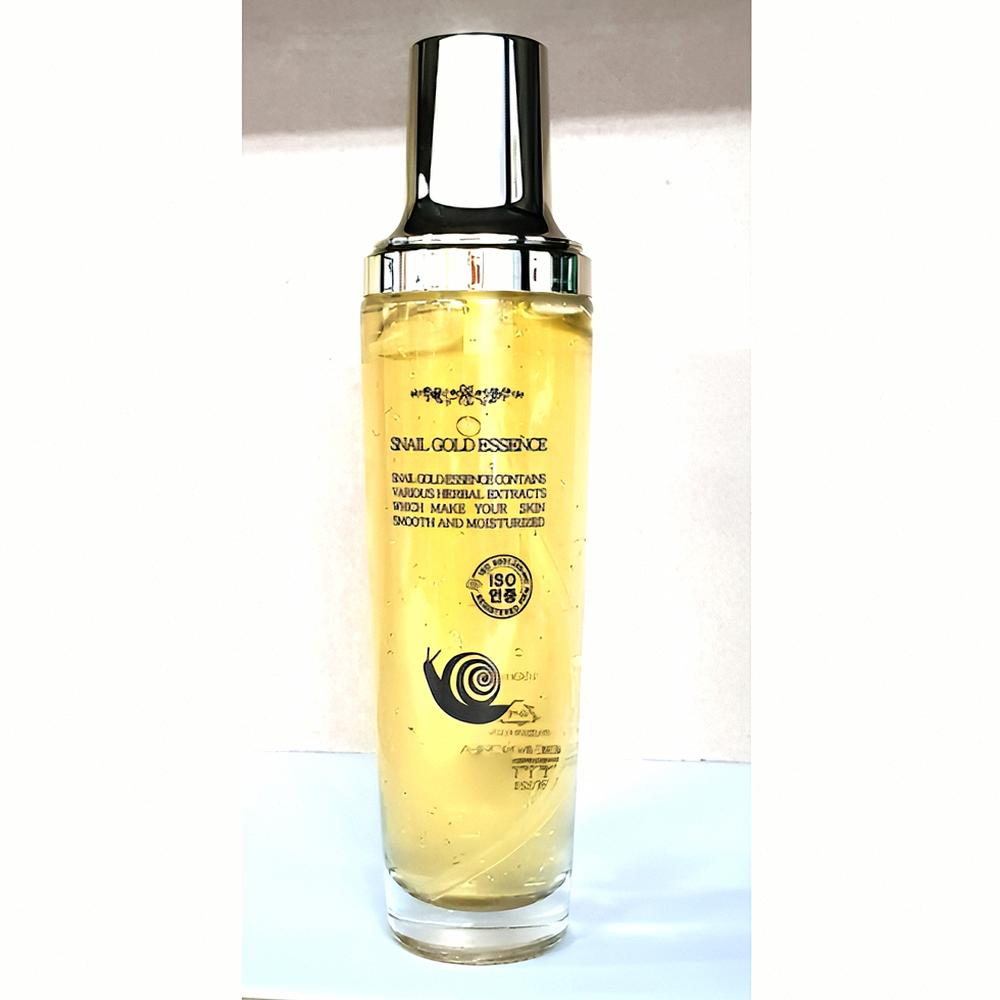 SNAIL GOLD ESSENCE
SNAIL GOLD ESSENCE CONTAINS
VARIOUS HERBAL EXTRACTS
WHICH MAKE YOUR SKIN
SMOOTH AND MOISTURIZED
ISO
인증